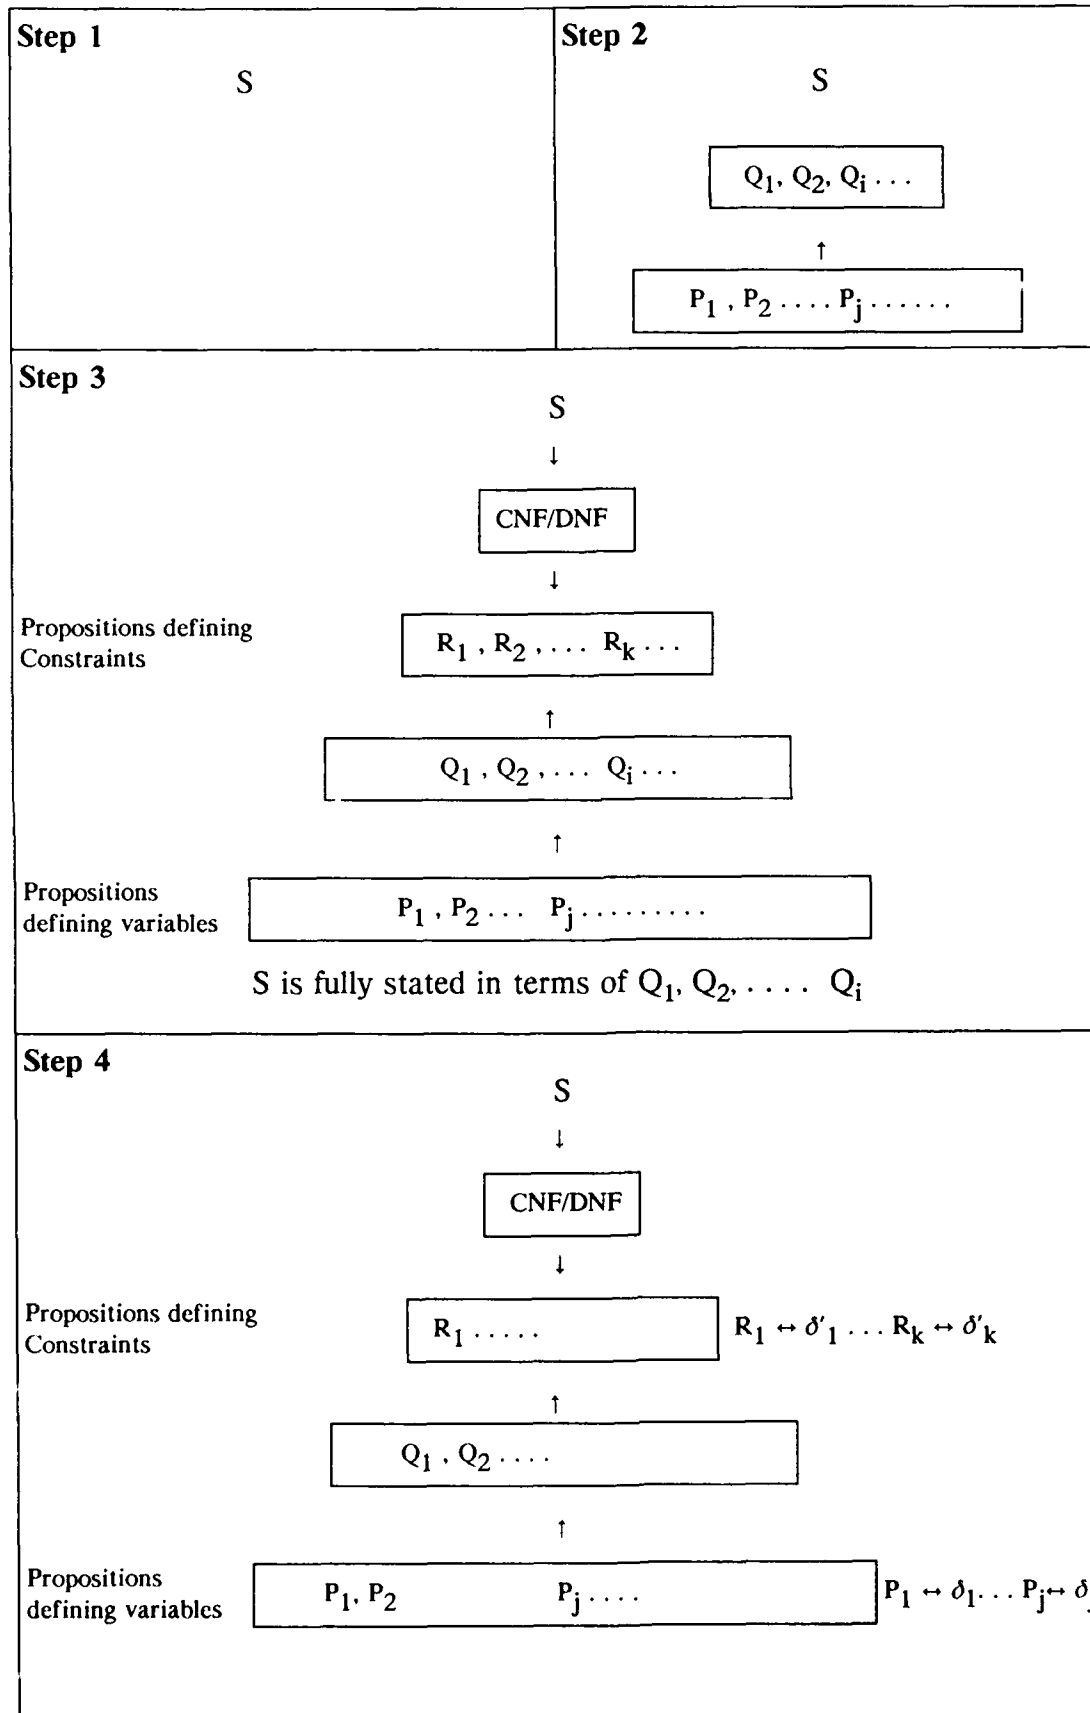 Step 1
S
Step 2
S
Q₁, Q₂, Qᵢ . . .
↑
P₁ , P₂ . . . . Pⱼ . . . . . .
Step 3
S
↓
CNF/DNF
↓
Propositions defining
Constraints
R₁ , R₂ , . . . Rₖ . . .
↑
Q₁ , Q₂ , . . . Qᵢ . . .
↑
Propositions
defining variables
P₁ , P₂ . . . Pⱼ . . . . . . . . .
S is fully stated in terms of Q₁, Q₂, . . . . Qᵢ
Step 4
S
↓
CNF/DNF
↓
Propositions defining
Constraints
R₁ . . . . .
R₁ ↔ δ'₁ . . . Rₖ ↔ δ'ₖ
↑
Q₁ , Q₂ . . . .
↑
Propositions
defining variables
P₁, P₂ Pⱼ . . . .
P₁ ↔ δ₁ . . . Pⱼ ↔ δ